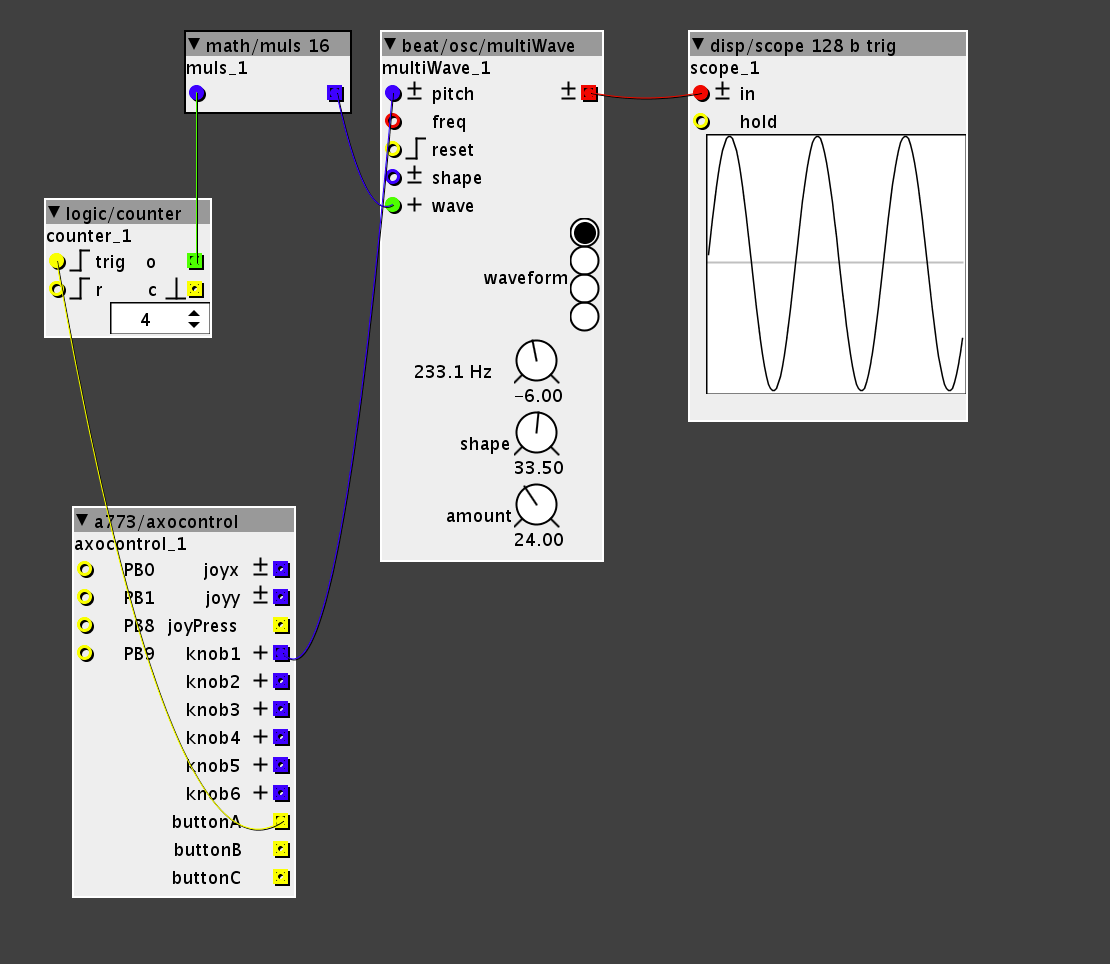 math/muls 16
muls_1
beat/osc/multiWave
multiWave_1
± pitch ±
freq
reset
± shape
+ wave
waveform
233.1 Hz
-6.00
shape
33.50
amount
24.00
disp/scope 128 b trig
scope_1
± in
hold
logic/counter
counter_1
trig o
r c
4
a773/axocontrol
axocontrol_1
PB0 joyx ±
PB1 joyy ±
PB8 joyPress
PB9 knob1 +
knob2 +
knob3 +
knob4 +
knob5 +
knob6 +
buttonA
buttonB
buttonC